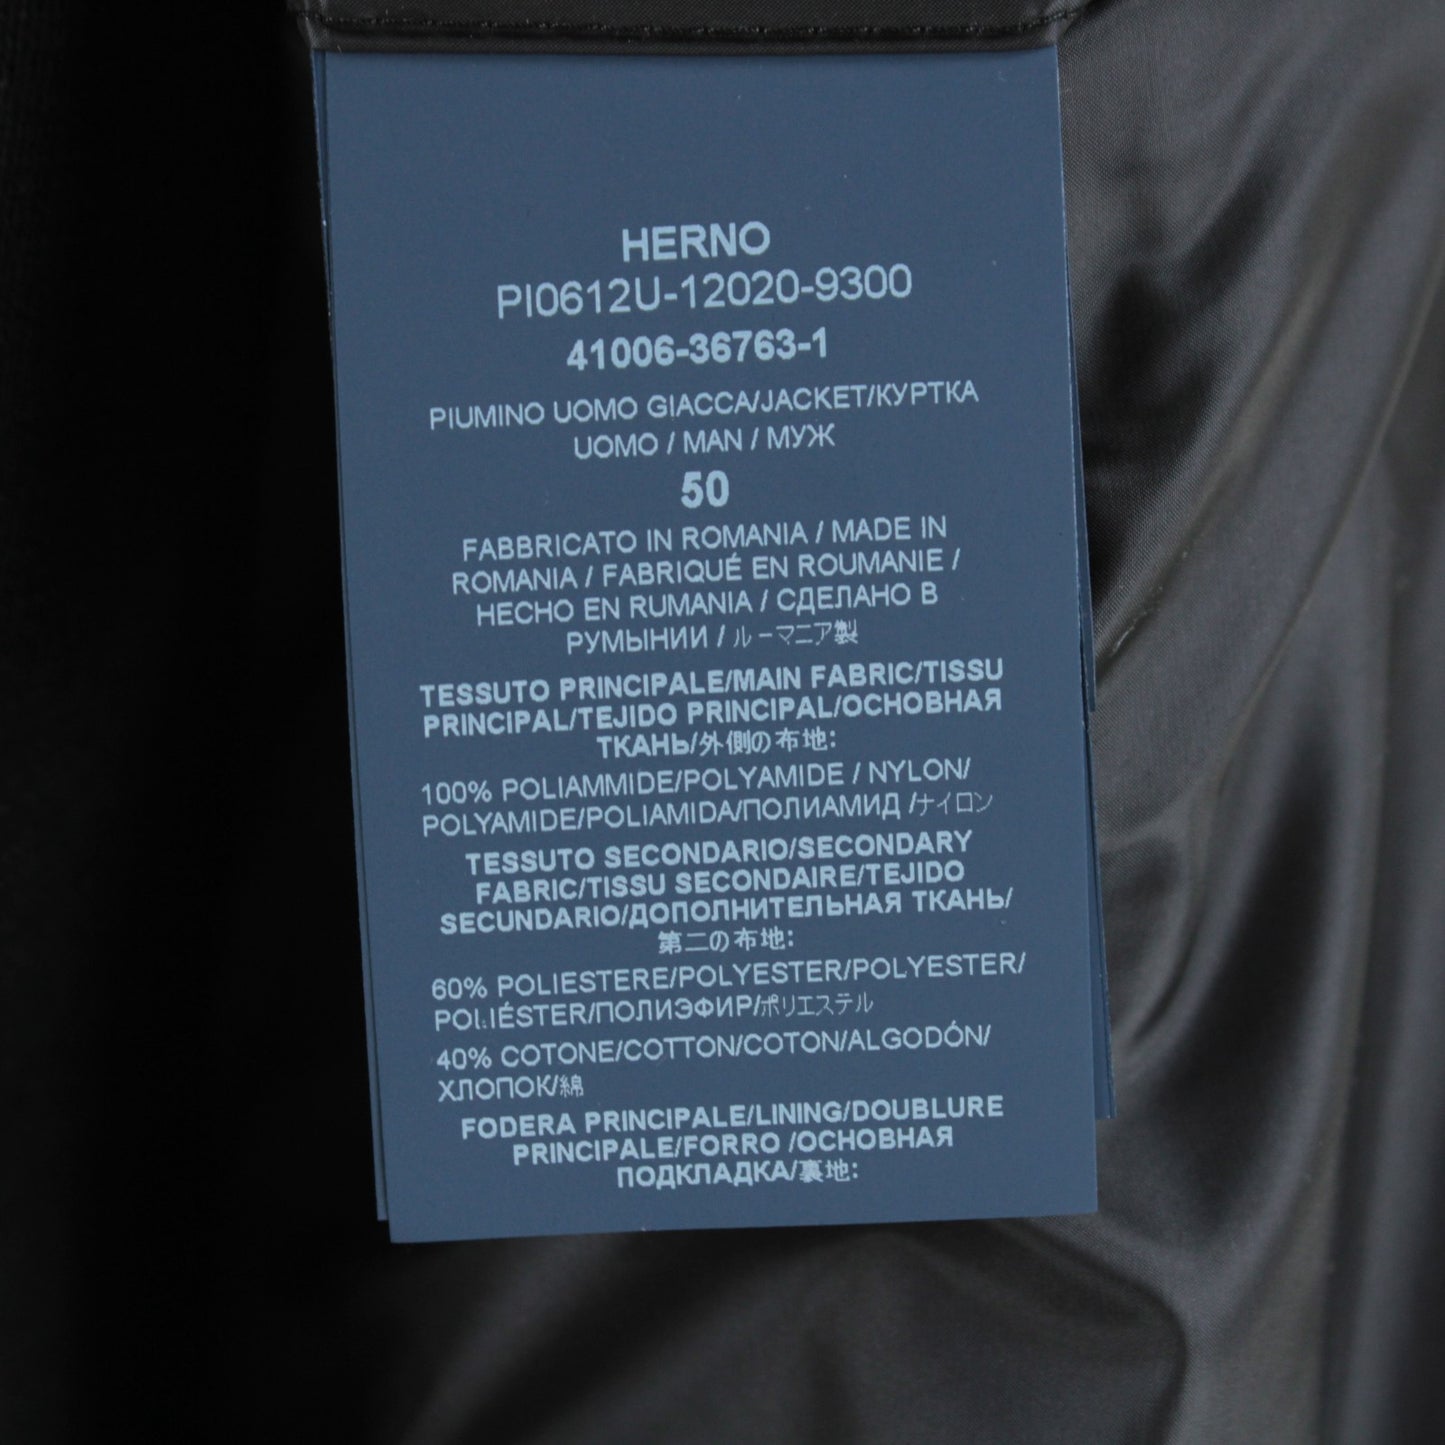 HERNO
PI0612U-12020-9300
41006-36763-1
PIUMINO UOMO GIACCA/JACKET/КУРТКА
UOMO / MAN / МУЖ
50
FABBRICATO IN ROMANIA / MADE IN
ROMANIA / FABRIQUÉ EN ROUMANIE /
HECHO EN RUMANIA / СДЕЛАНО В
РУМЫНИИ / ルーマニア製
TESSUTO PRINCIPALE/MAIN FABRIC/TISSU
PRINCIPAL/TEJIDO PRINCIPAL/ОСНОВНАЯ
ТКАНЬ/外側の布地:
100% POLIAMMIDE/POLYAMIDE / NYLON/
POLYAMIDE/POLIAMIDA/ПОЛИАМИД /ナイロン
TESSUTO SECONDARIO/SECONDARY
FABRIC/TISSU SECONDAIRE/TEJIDO
SECUNDARIO/ДОПОЛНИТЕЛЬНАЯ ТКАНЬ/
第二の布地:
60% POLIESTERE/POLYESTER/POLYESTER/
POLIÉSTER/ПОЛИЭФИР/ポリエステル
40% COTONE/COTTON/COTON/ALGODÓN/
ХЛОПОК/綿
FODERA PRINCIPALE/LINING/DOUBLURE
PRINCIPALE/FORRO /ОСНОВНАЯ
ПОДКЛАДКА/裏地: